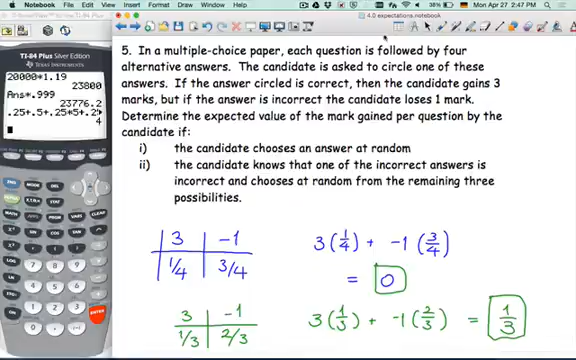 Notebook View Insert Format Draw Tools Add-ons Window Help
Mon Apr 27 2:47 PM
4.0 expectations.notebook
TI-84 Plus Silver Edition
TEXAS INSTRUMENTS
20000*1.19
23800
Ans*.999
23776.2
.25+.5+.25*5+.2
4
5. In a multiple-choice paper, each question is followed by four
alternative answers. The candidate is asked to circle one of these
answers. If the answer circled is correct, then the candidate gains 3
marks, but if the answer is incorrect the candidate loses 1 mark.
Determine the expected value of the mark gained per question by the
candidate if:
i) the candidate chooses an answer at random
ii) the candidate knows that one of the incorrect answers is
incorrect and chooses at random from the remaining three
possibilities.
3 -1
1/4 3/4
3(1/4) + -1(3/4)
= 0
3 -1
1/3 2/3
3(1/3) + -1(2/3) = 1/3